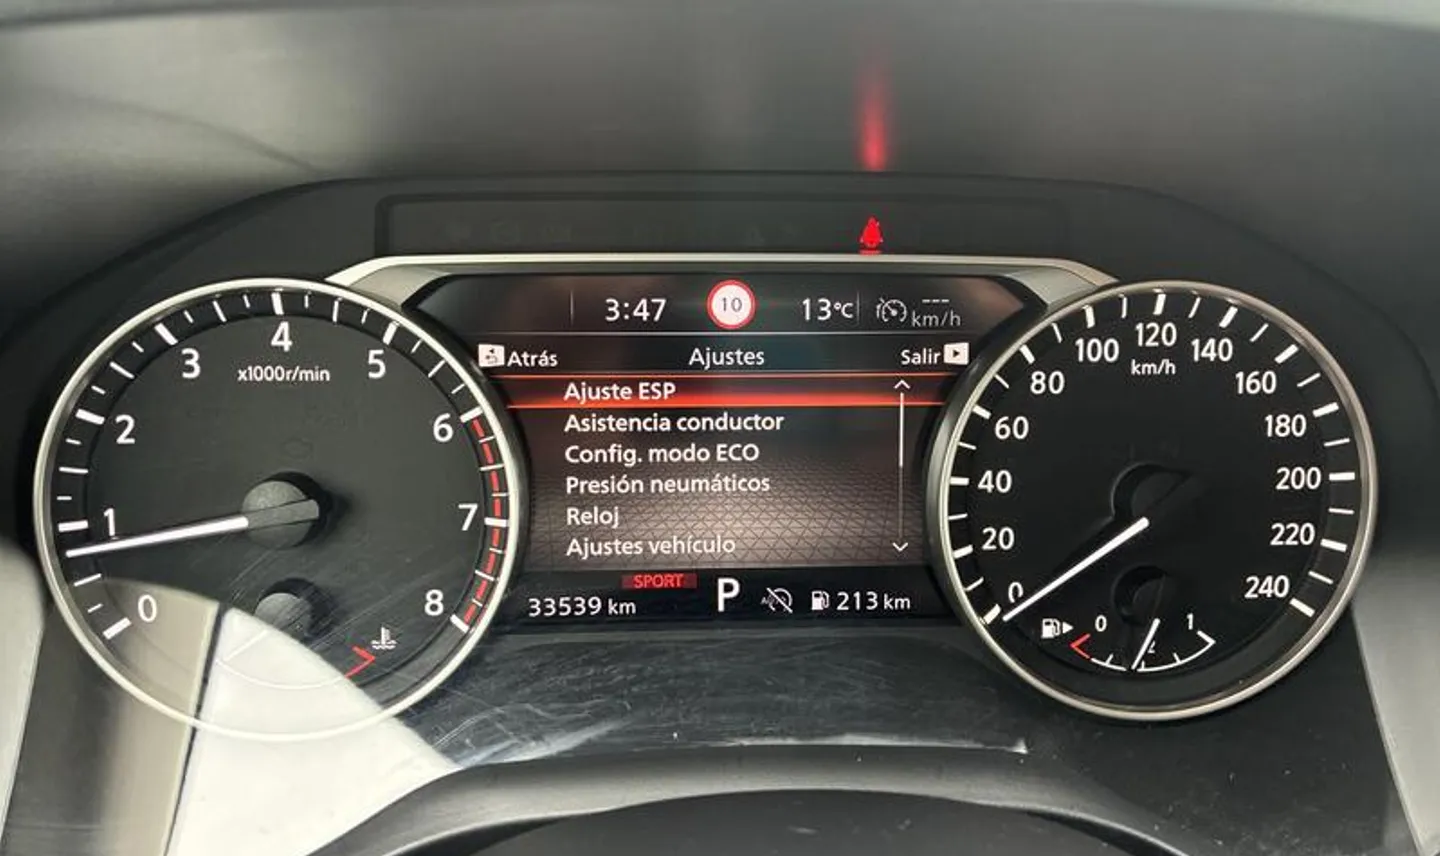 3:47 10 13°C --- km/h
Atrás Ajustes Salir
Ajuste ESP
Asistencia conductor
Config. modo ECO
Presión neumáticos
Reloj
Ajustes vehículo
SPORT
33539 km P 213 km
0 1 2 3 4 5 6 7 8
x1000r/min
0 20 40 60 80 100 120 140 160 180 200 220 240
km/h
0 1